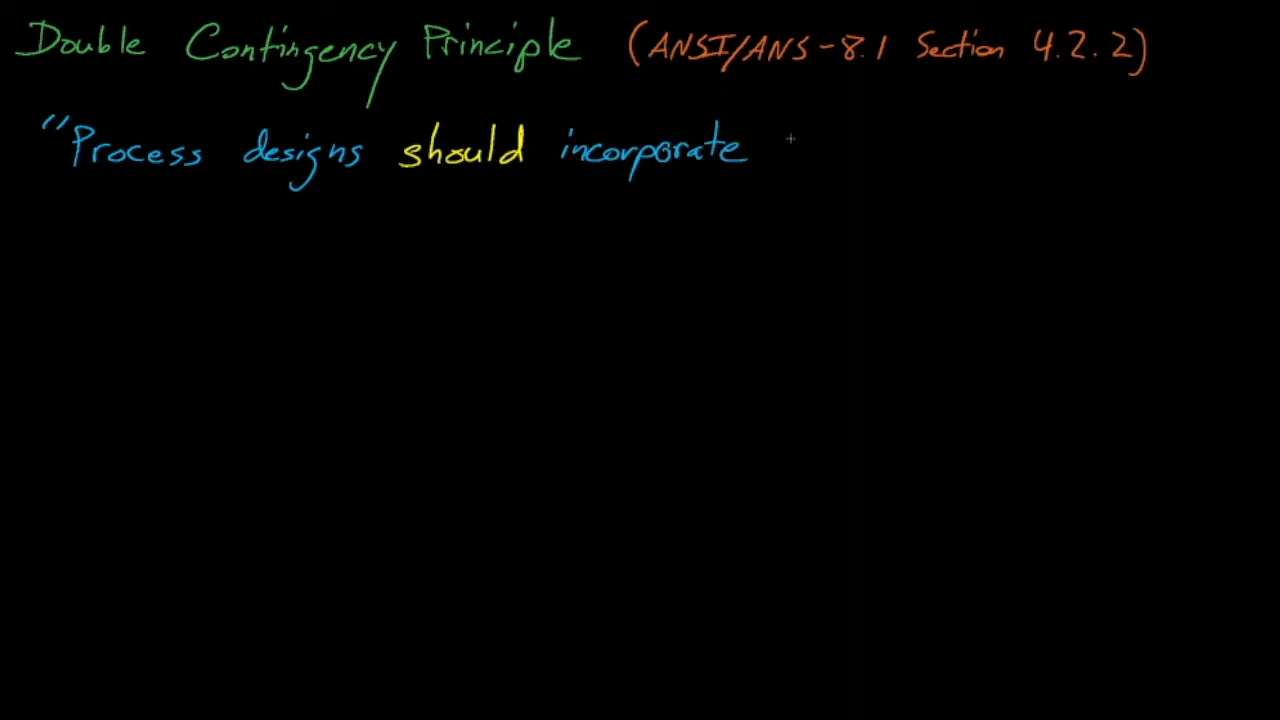 Double Contingency Principle (ANSI/ANS-8.1 Section 4.2.2)
"Process designs should incorporate